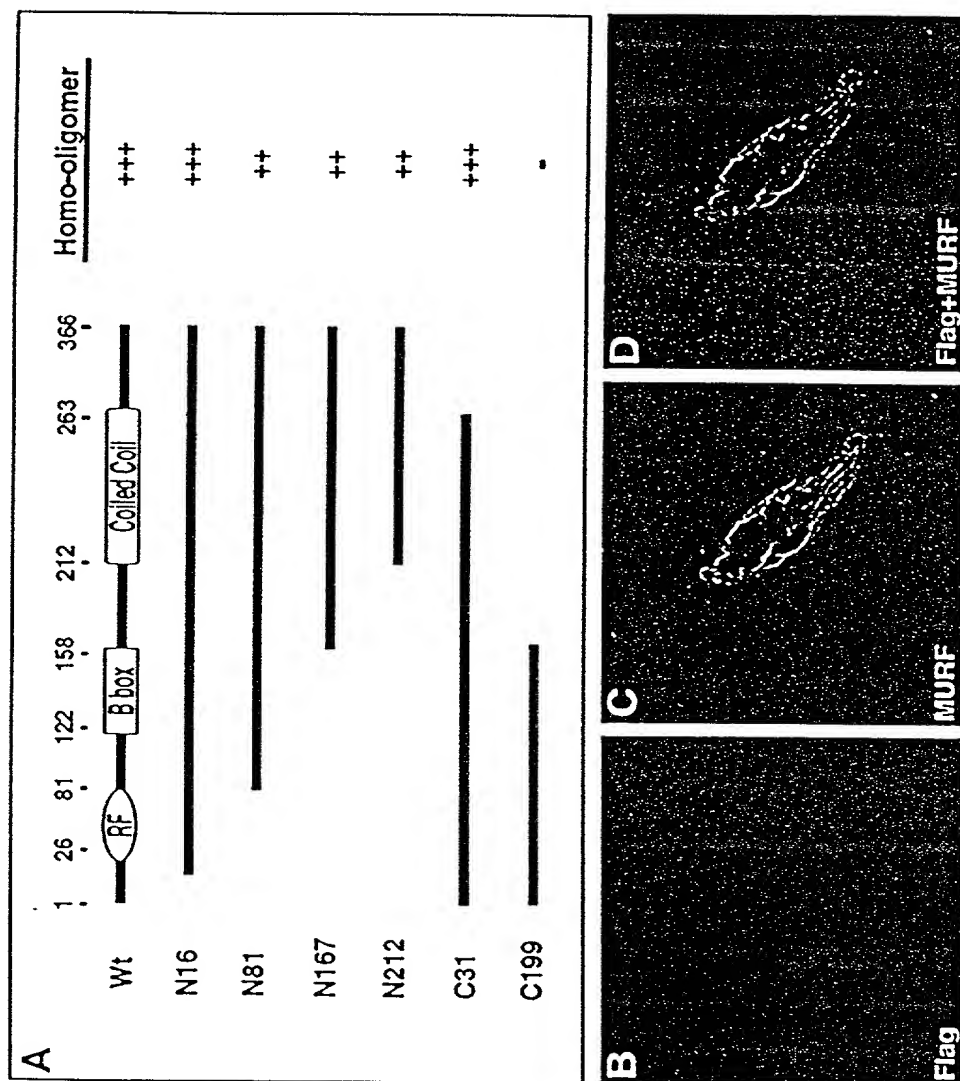 A
Homo-oligomer
1 26 81 122 158 212 263 366
Wt RF B box Coiled Coil +++
N16 +++
N81 ++
N167 ++
N212 ++
C31 +++
C199 -
B
Flag
C
MURF
D
Flag+MURF